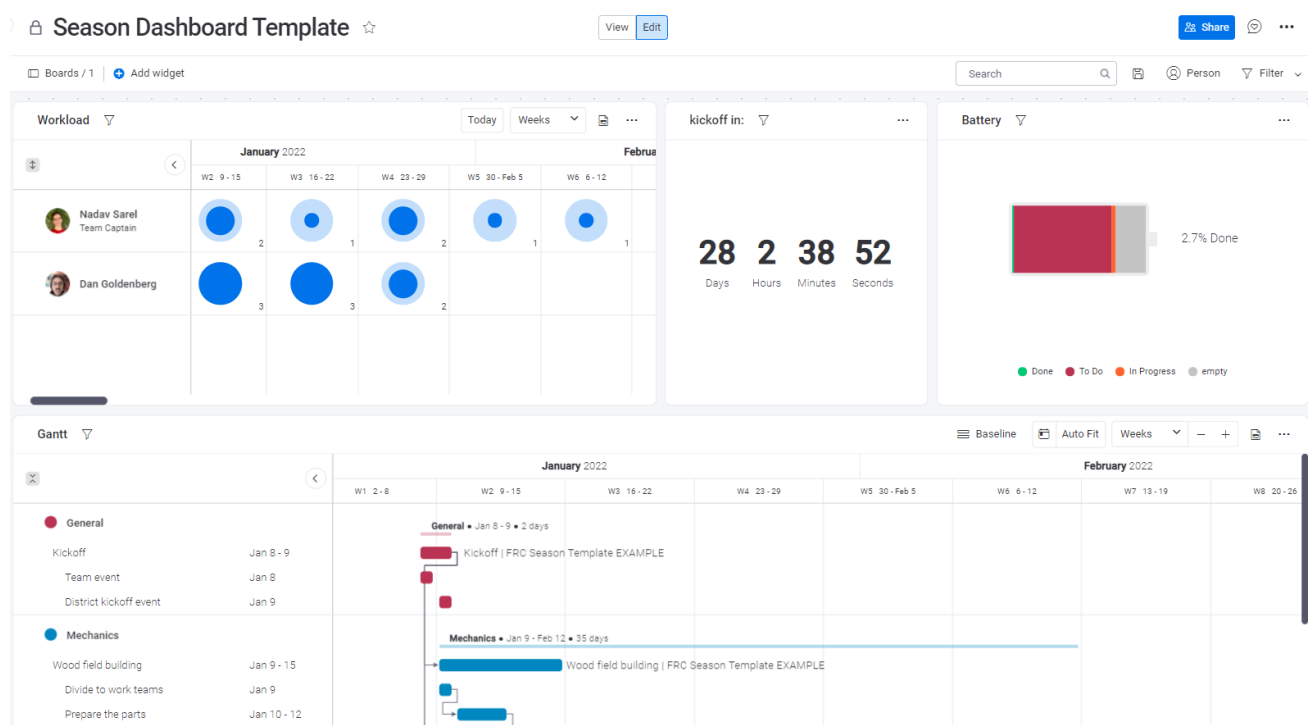 Season Dashboard Template
View Edit
Share
Boards / 1 Add widget
Search
Person Filter
Workload
Today Weeks
January 2022 Februa
W2 9 - 15 W3 16 - 22 W4 23 - 29 W5 30 - Feb 5 W6 6 - 12
Nadav Sarel
Team Captain
2 1 2 1 1
Dan Goldenberg
3 3 2
kickoff in:
28 2 38 52
Days Hours Minutes Seconds
Battery
2.7% Done
Done To Do In Progress empty
Gantt
Baseline Auto Fit Weeks
January 2022 February 2022
W1 2 - 8 W2 9 - 15 W3 16 - 22 W4 23 - 29 W5 30 - Feb 5 W6 6 - 12 W7 13 - 19 W8 20 - 26
General
General ● Jan 8 - 9 ● 2 days
Kickoff Jan 8 - 9 Kickoff | FRC Season Template EXAMPLE
Team event Jan 8
District kickoff event Jan 9
Mechanics
Mechanics ● Jan 9 - Feb 12 ● 35 days
Wood field building Jan 9 - 15 Wood field building | FRC Season Template EXAMPLE
Divide to work teams Jan 9
Prepare the parts Jan 10 - 12